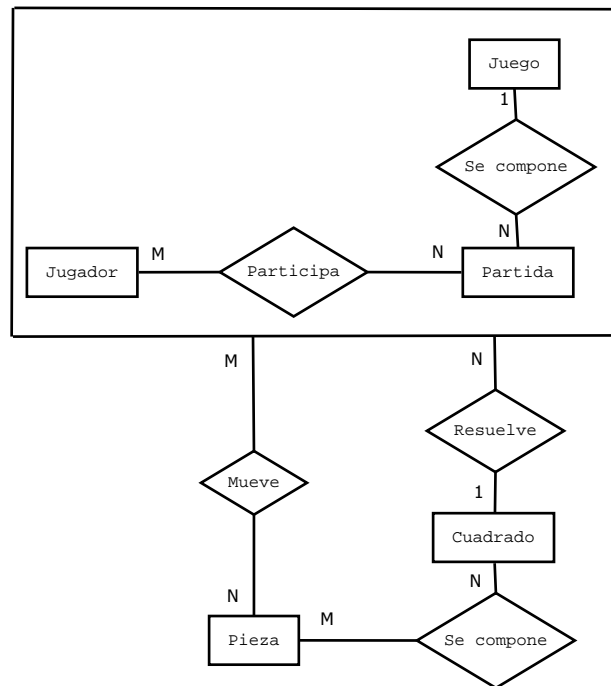 Juego
1
Se compone
N
M
N
Jugador
Participa
Partida
M
N
Resuelve
Mueve
1
Cuadrado
N
N
M
Pieza
Se compone